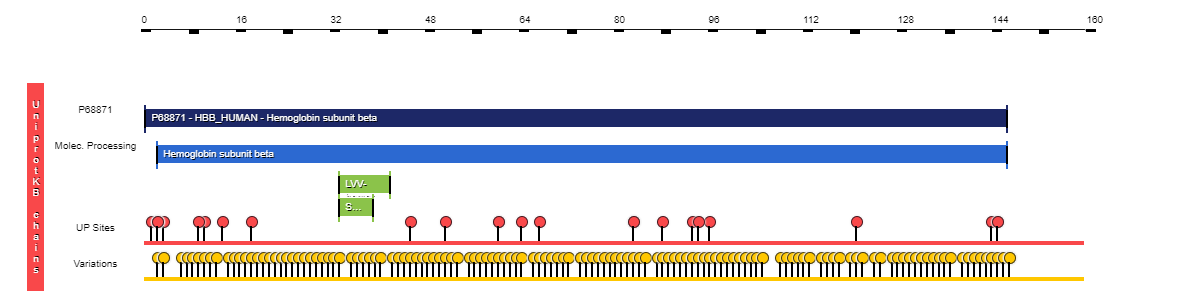 0 16 32 48 64 80 96 112 128 144 160
UniprotKB chains
P68871
P68871 - HBB_HUMAN - Hemoglobin subunit beta
Molec. Processing
Hemoglobin subunit beta
LVV-
S...
UP Sites
Variations